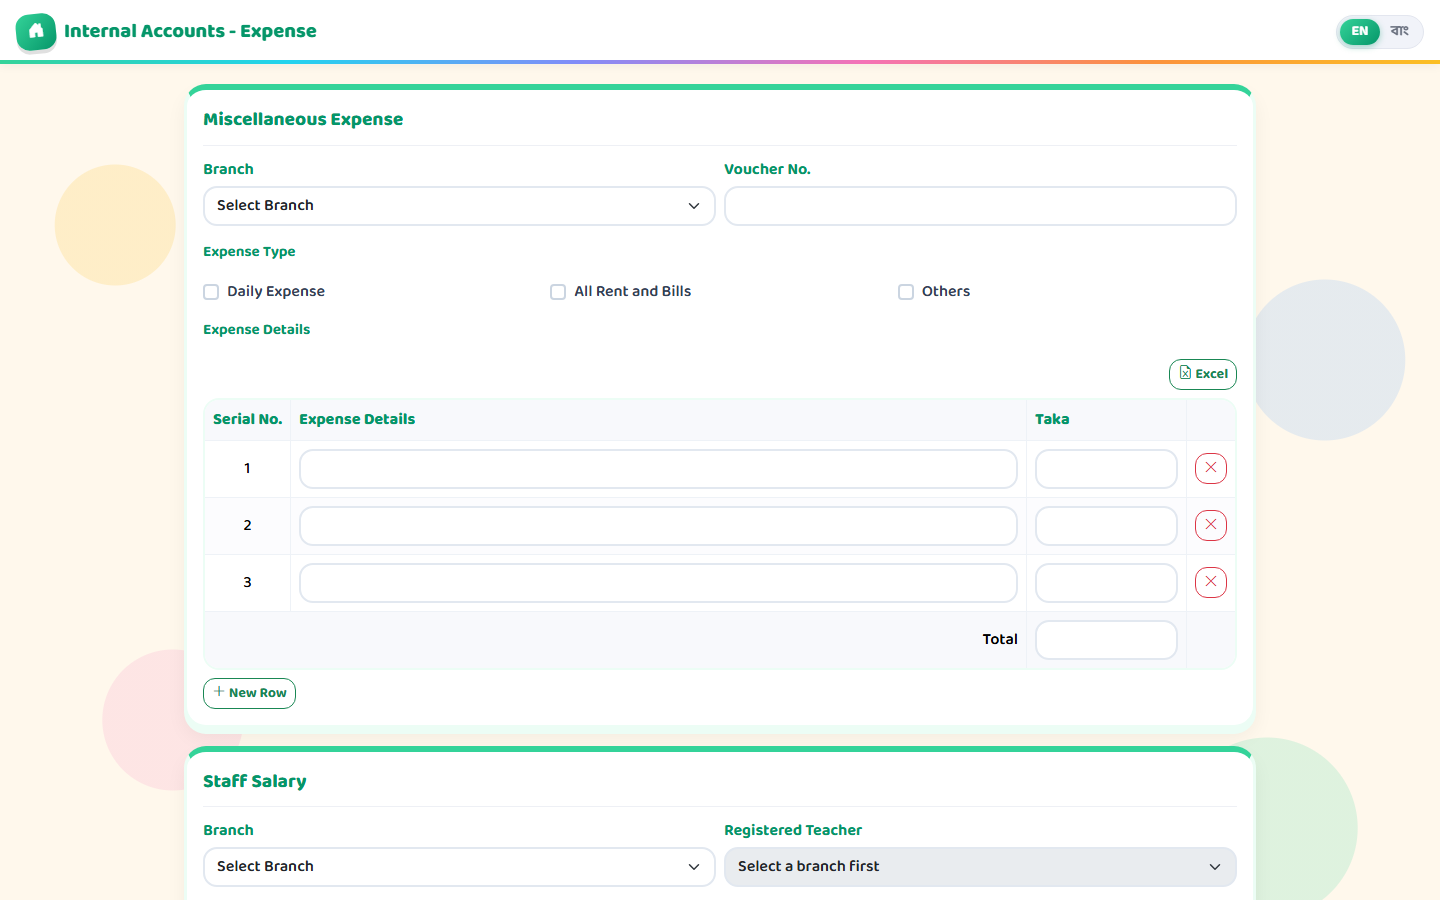 Internal Accounts - Expense
EN বাং
Miscellaneous Expense
Branch Voucher No.
Select Branch
Expense Type
Daily Expense All Rent and Bills Others
Expense Details
Excel
Serial No. Expense Details Taka
1
2
3
Total
New Row
Staff Salary
Branch Registered Teacher
Select Branch Select a branch first